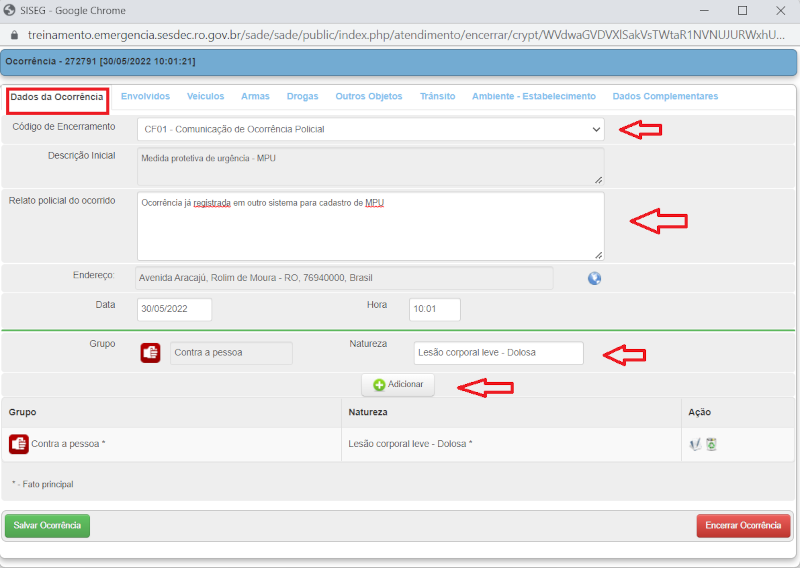 SISEG - Google Chrome
treinamento.emergencia.sesdec.ro.gov.br/sade/sade/public/index.php/atendimento/encerrar/crypt/WVdwaGVDVXlSakVsTWtaR1NVNUJURWxhU...
Ocorrência - 272791 [30/05/2022 10:01:21]
Dados da Ocorrência Envolvidos Veículos Armas Drogas Outros Objetos Trânsito Ambiente - Estabelecimento Dados Complementares
Código de Encerramento CF01 - Comunicação de Ocorrência Policial
Descrição Inicial Medida protetiva de urgência - MPU
Relato policial do ocorrido Ocorrência já registrada em outro sistema para cadastro de MPU
Endereço: Avenida Aracajú, Rolim de Moura - RO, 76940000, Brasil
Data 30/05/2022 Hora 10:01
Grupo Contra a pessoa Natureza Lesão corporal leve - Dolosa
Adicionar
Grupo Natureza Ação
Contra a pessoa * Lesão corporal leve - Dolosa *
* - Fato principal
Salvar Ocorrência Encerrar Ocorrência